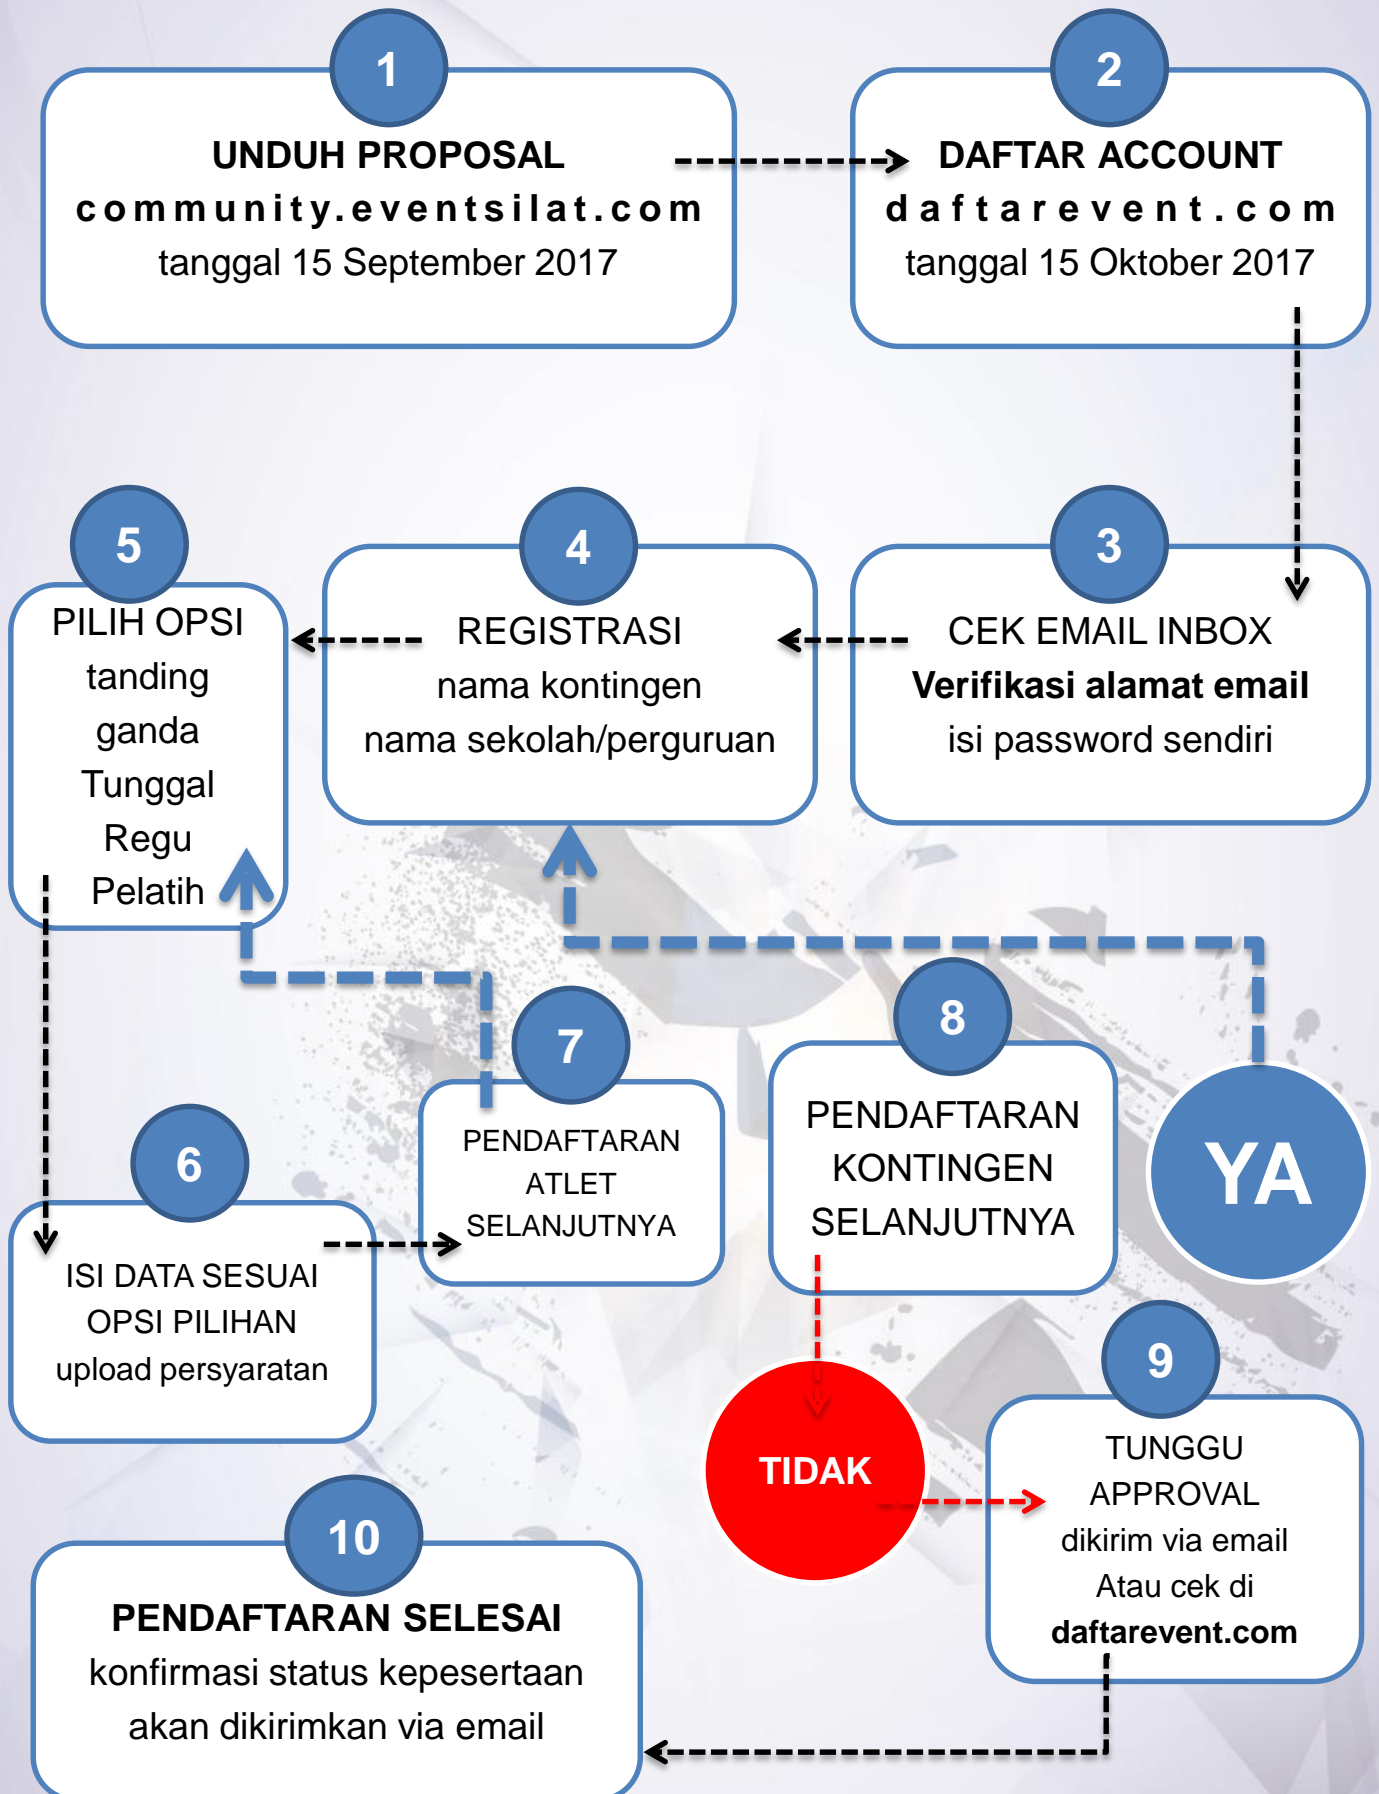 1
UNDUH PROPOSAL
community.eventsilat.com
tanggal 15 September 2017
2
DAFTAR ACCOUNT
daftarevent.com
tanggal 15 Oktober 2017
3
CEK EMAIL INBOX
Verifikasi alamat email
isi password sendiri
4
REGISTRASI
nama kontingen
nama sekolah/perguruan
5
PILIH OPSI
tanding
ganda
Tunggal
Regu
Pelatih
6
ISI DATA SESUAI
OPSI PILIHAN
upload persyaratan
7
PENDAFTARAN
ATLET
SELANJUTNYA
8
PENDAFTARAN
KONTINGEN
SELANJUTNYA
YA
TIDAK
9
TUNGGU
APPROVAL
dikirim via email
Atau cek di
daftarevent.com
10
PENDAFTARAN SELESAI
konfirmasi status kepesertaan
akan dikirimkan via email